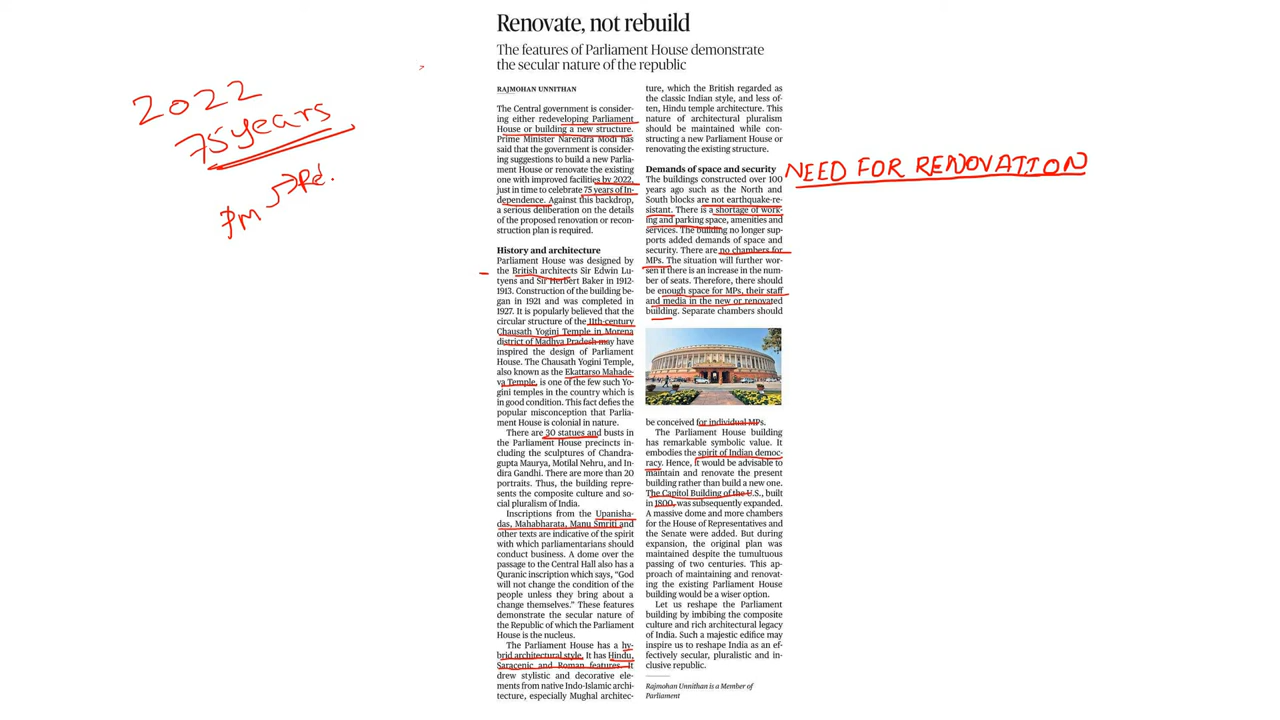 Renovate, not rebuild
The features of Parliament House demonstrate
the secular nature of the republic
RAJMOHAN UNNITHAN
The Central government is consider-
ing either redeveloping Parliament
House or building a new structure.
Prime Minister Narendra Modi has
said that the government is consider-
ing suggestions to build a new Parlia-
ment House or renovate the existing
one with improved facilities by 2022,
just in time to celebrate 75 years of In-
dependence. Against this backdrop,
a serious deliberation on the details
of the proposed renovation or recon-
struction plan is required.
History and architecture
Parliament House was designed by
the British architects Sir Edwin Lu-
tyens and Sir Herbert Baker in 1912-
1913. Construction of the building be-
gan in 1921 and was completed in
1927. It is popularly believed that the
circular structure of the 11th-century
Chausath Yogini Temple in Morena
district of Madhya Pradesh may have
inspired the design of Parliament
House. The Chausath Yogini Temple,
also known as the Ekattarso Mahade-
va Temple, is one of the few such Yo-
gini temples in the country which is
in good condition. This fact defies the
popular misconception that Parlia-
ment House is colonial in nature.
There are 30 statues and busts in
the Parliament House precincts in-
cluding the sculptures of Chandra-
gupta Maurya, Motilal Nehru, and In-
dira Gandhi. There are more than 20
portraits. Thus, the building repre-
sents the composite culture and so-
cial pluralism of India.
Inscriptions from the Upanisha-
das, Mahabharata, Manu Smriti and
other texts are indicative of the spirit
with which parliamentarians should
conduct business. A dome over the
passage to the Central Hall also has a
Quranic inscription which says, “God
will not change the condition of the
people unless they bring about a
change themselves.” These features
demonstrate the secular nature of
the Republic of which the Parliament
House is the nucleus.
The Parliament House has a hy-
brid architectural style. It has Hindu,
Saracenic and Roman features. It
drew stylistic and decorative ele-
ments from native Indo-Islamic archi-
tecture, especially Mughal architec-
ture, which the British regarded as
the classic Indian style, and less of-
ten, Hindu temple architecture. This
nature of architectural pluralism
should be maintained while con-
structing a new Parliament House or
renovating the existing structure.
Demands of space and security
The buildings constructed over 100
years ago such as the North and
South blocks are not earthquake-re-
sistant. There is a shortage of work-
ing and parking space, amenities and
services. The building no longer sup-
ports added demands of space and
security. There are no chambers for
MPs. The situation will further wor-
sen if there is an increase in the num-
ber of seats. Therefore, there should
be enough space for MPs, their staff
and media in the new or renovated
building. Separate chambers should
be conceived for individual MPs.
The Parliament House building
has remarkable symbolic value. It
embodies the spirit of Indian democ-
racy. Hence, it would be advisable to
maintain and renovate the present
building rather than build a new one.
The Capitol Building of the U.S., built
in 1800, was subsequently expanded.
A massive dome and more chambers
for the House of Representatives and
the Senate were added. But during
expansion, the original plan was
maintained despite the tumultuous
passing of two centuries. This ap-
proach of maintaining and renovat-
ing the existing Parliament House
building would be a wiser option.
Let us reshape the Parliament
building by imbibing the composite
culture and rich architectural legacy
of India. Such a majestic edifice may
inspire us to reshape India as an ef-
fectively secular, pluralistic and in-
clusive republic.
Rajmohan Unnithan is a Member of
Parliament
2022
75 years
PM
NEED FOR RENOVATION